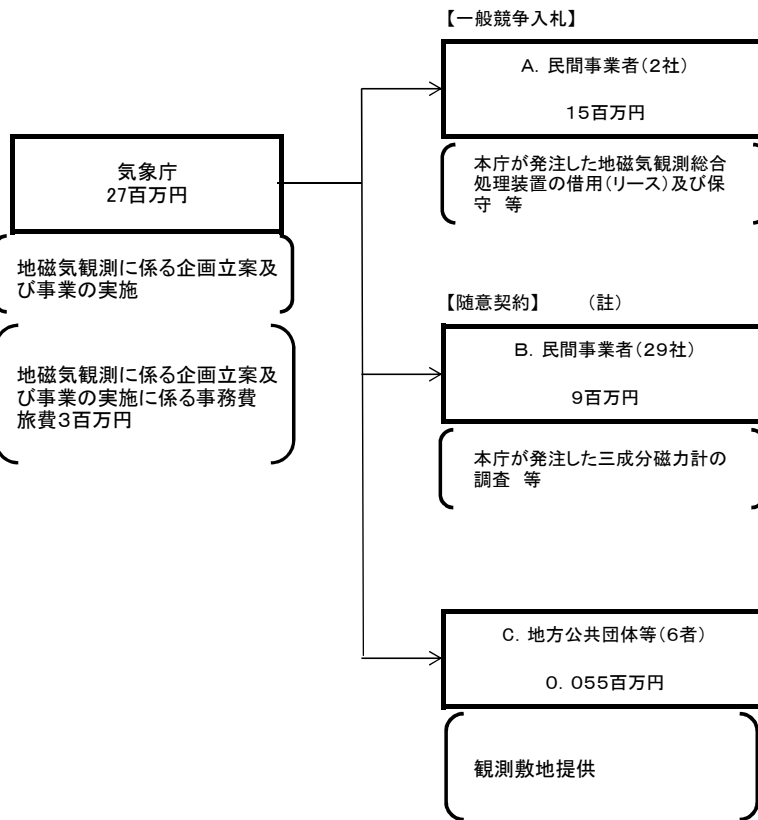 気象庁
27百万円
地磁気観測に係る企画立案及
び事業の実施
地磁気観測に係る企画立案及
び事業の実施に係る事務費
旅費3百万円
【一般競争入札】
A．民間事業者（2社）
15百万円
本庁が発注した地磁気観測総合
処理装置の借用（リース）及び保
守　等
【随意契約】　　（註）
B．民間事業者（29社）
9百万円
本庁が発注した三成分磁力計の
調査　等
C．地方公共団体等（6者）
0．055百万円
観測敷地提供